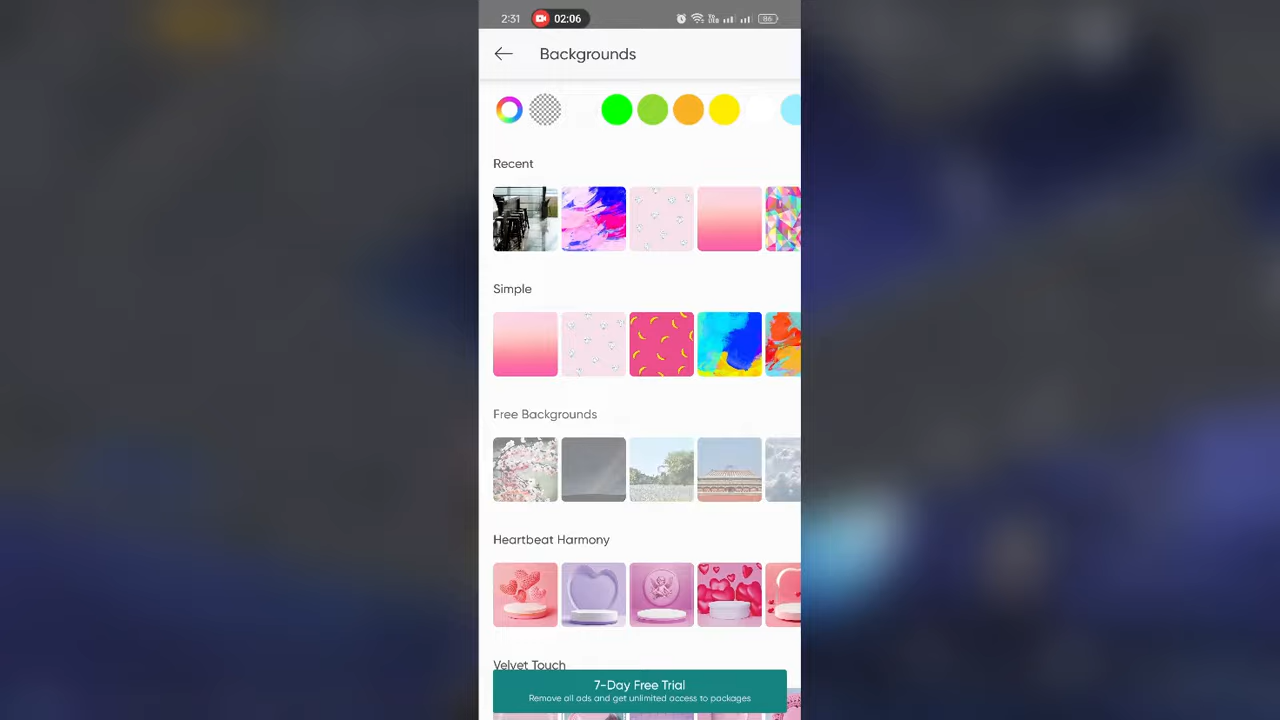 2:31
02:06
86
Backgrounds
Recent
Simple
Free Backgrounds
Heartbeat Harmony
Velvet Touch
7-Day Free Trial
Remove all ads and get unlimited access to packages